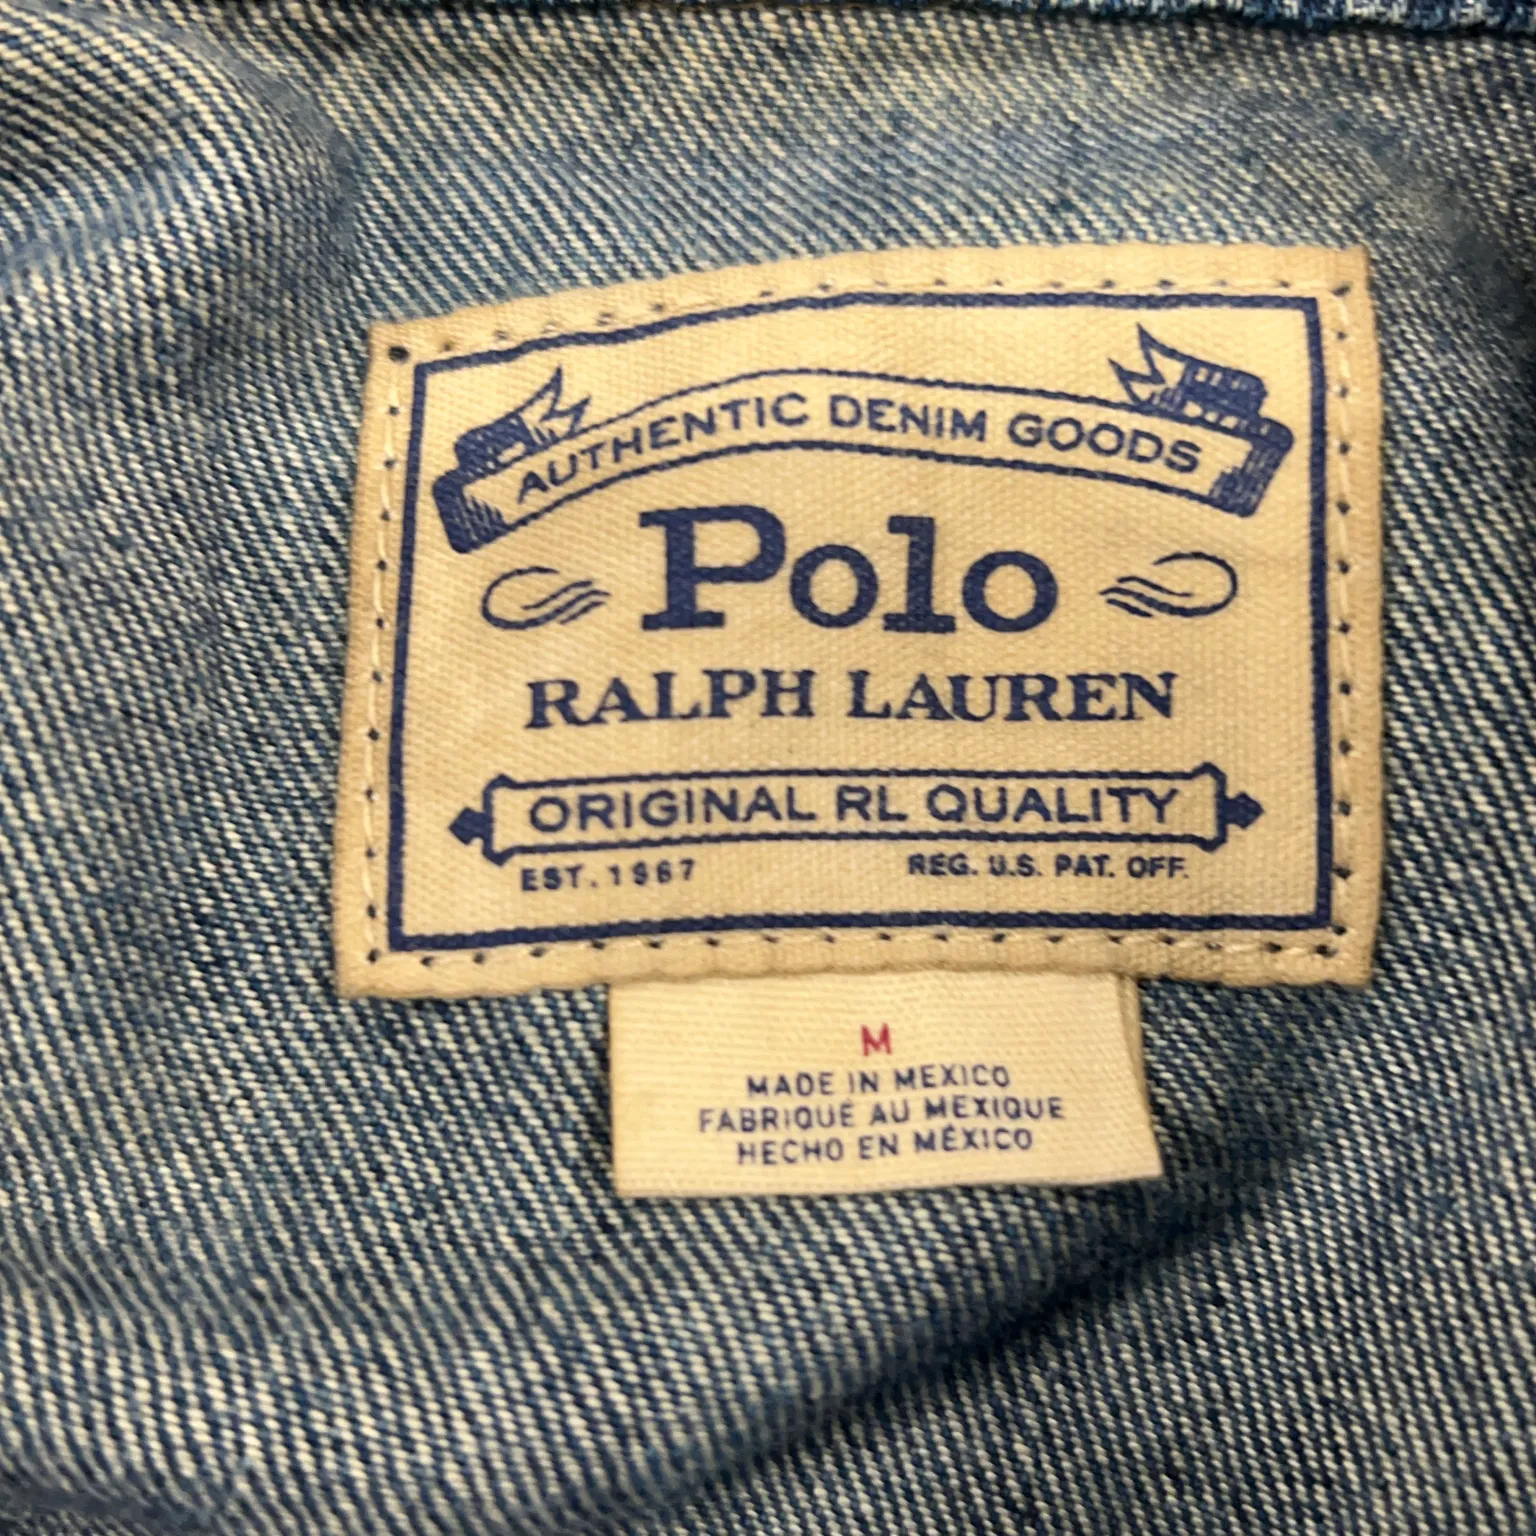 AUTHENTIC DENIM GOODS
Polo
RALPH LAUREN
ORIGINAL RL QUALITY
EST. 1967 REG. U.S. PAT. OFF.
M
MADE IN MEXICO
FABRIQUÉ AU MEXIQUE
HECHO EN MÉXICO